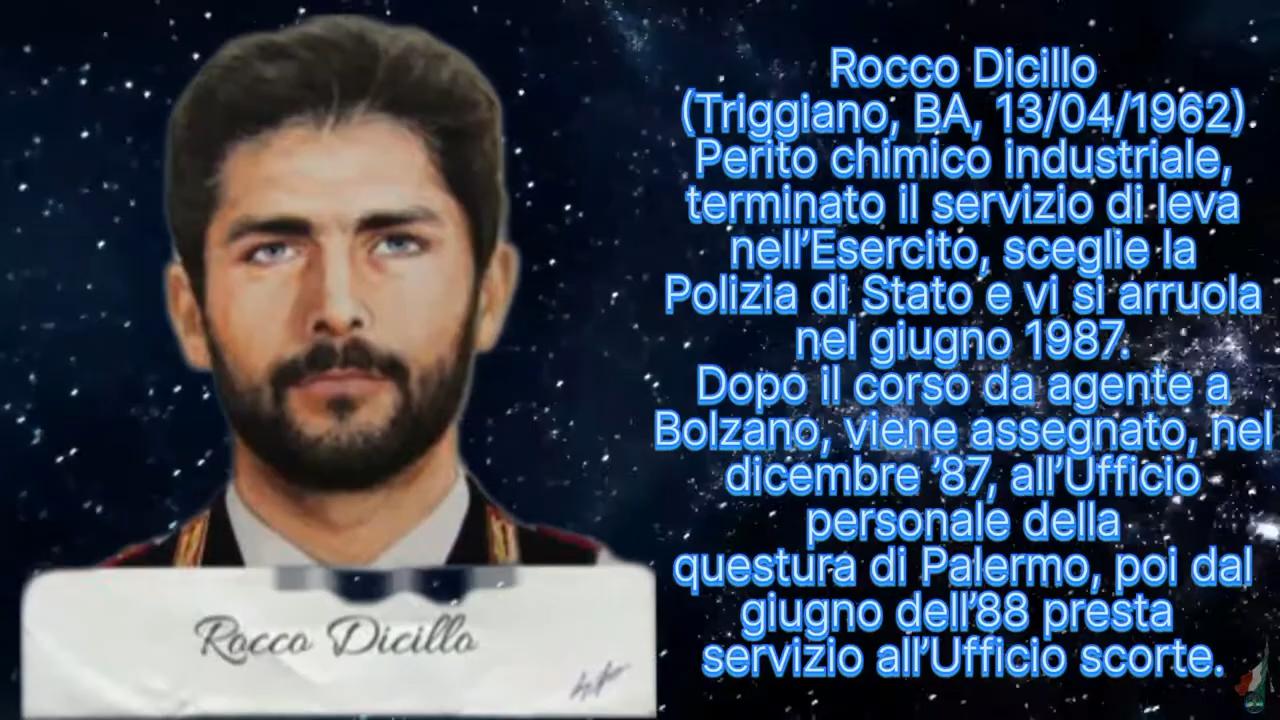 Rocco Dicillo
(Triggiano, BA, 13/04/1962)
Perito chimico industriale,
terminato il servizio di leva
nell'Esercito, sceglie la
Polizia di Stato e vi si arruola
nel giugno 1987.
Dopo il corso da agente a
Bolzano, viene assegnato, nel
dicembre '87, all'Ufficio
personale della
questura di Palermo, poi dal
giugno dell'88 presta
servizio all'Ufficio scorte.
Rocco Dicillo